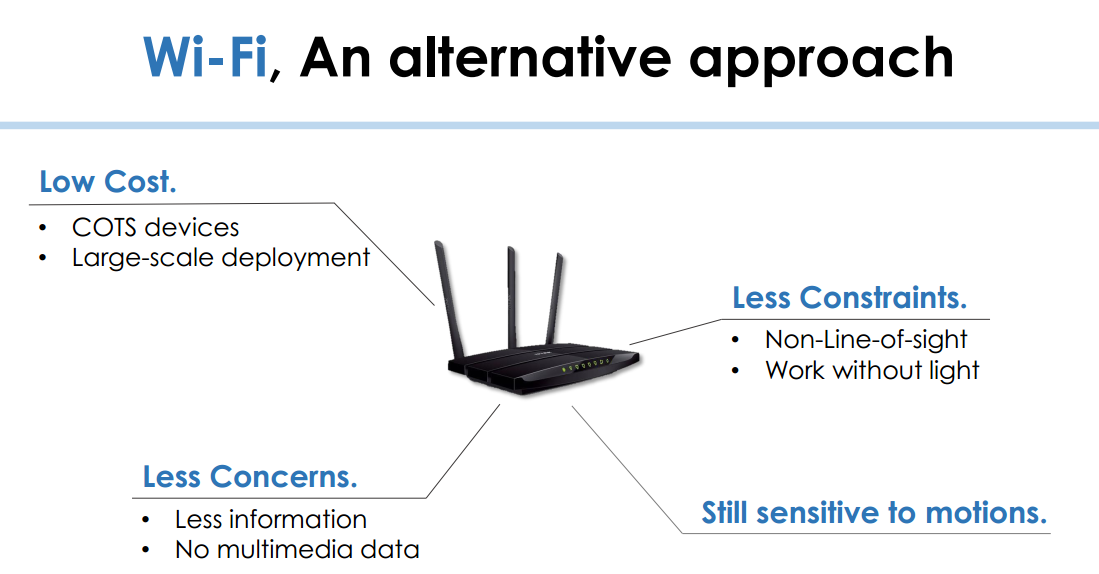 Wi-Fi, An alternative approach
Low Cost.
• COTS devices
• Large-scale deployment
Less Constraints.
• Non-Line-of-sight
• Work without light
Less Concerns.
• Less information
• No multimedia data
Still sensitive to motions.